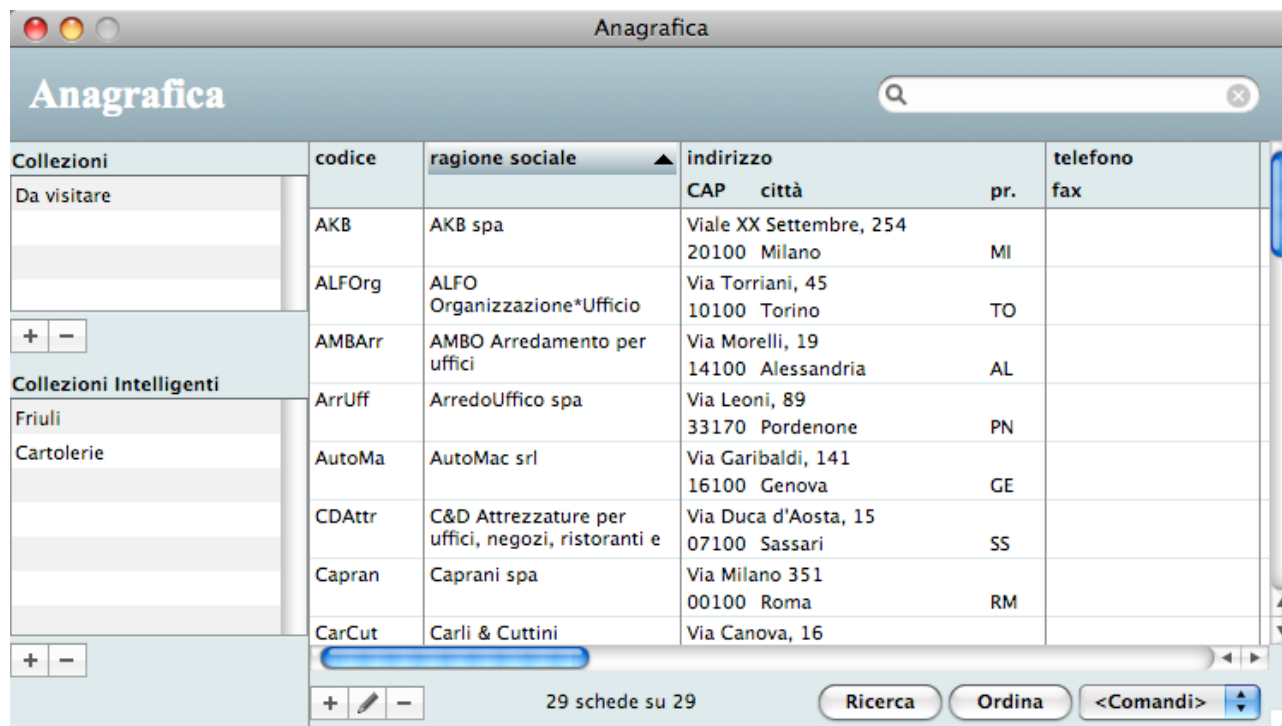 Anagrafica
Anagrafica
Collezioni
Da visitare
Collezioni Intelligenti
Friuli
Cartolerie
codice ragione sociale indirizzo telefono
CAP città pr. fax
AKB AKB spa Viale XX Settembre, 254
20100 Milano MI
ALFOrg ALFO Via Torriani, 45
Organizzazione*Ufficio 10100 Torino TO
AMBArr AMBO Arredamento per Via Morelli, 19
uffici 14100 Alessandria AL
ArrUff ArredoUffico spa Via Leoni, 89
33170 Pordenone PN
AutoMa AutoMac srl Via Garibaldi, 141
16100 Genova GE
CDAttr C&D Attrezzature per Via Duca d'Aosta, 15
uffici, negozi, ristoranti e 07100 Sassari SS
Capran Caprani spa Via Milano 351
00100 Roma RM
CarCut Carli & Cuttini Via Canova, 16
29 schede su 29 Ricerca Ordina <Comandi>